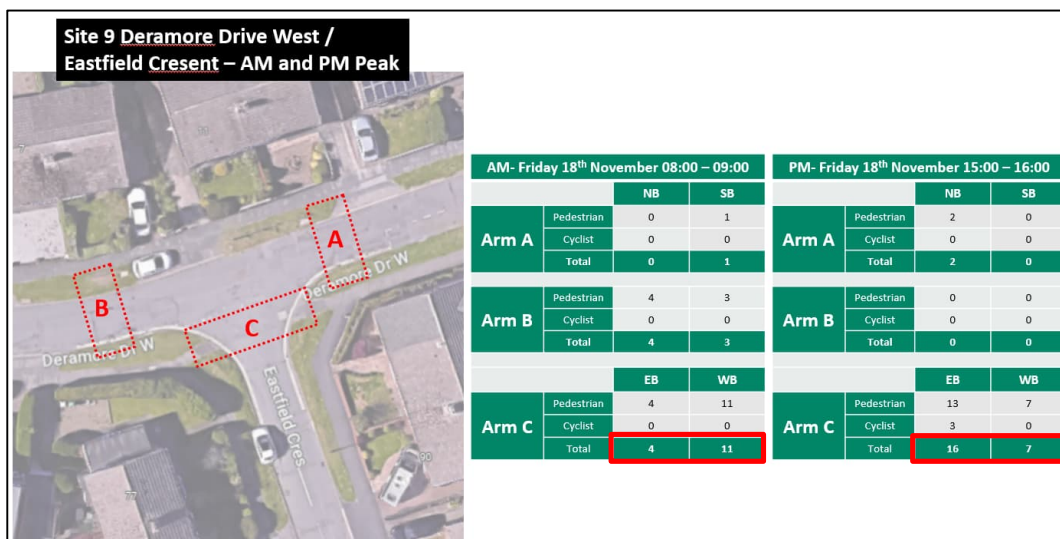 Site 9 Deramore Drive West /
Eastfield Cresent – AM and PM Peak
A
B
C
Deramore Dr W
Deramore Dr W
Eastfield Cres
90
AM- Friday 18th November 08:00 – 09:00
NB SB
Arm A
Pedestrian 0 1
Cyclist 0 0
Total 0 1
Arm B
Pedestrian 4 3
Cyclist 0 0
Total 4 3
EB WB
Arm C
Pedestrian 4 11
Cyclist 0 0
Total 4 11
PM- Friday 18th November 15:00 – 16:00
NB SB
Arm A
Pedestrian 2 0
Cyclist 0 0
Total 2 0
Arm B
Pedestrian 0 0
Cyclist 0 0
Total 0 0
EB WB
Arm C
Pedestrian 13 7
Cyclist 3 0
Total 16 7